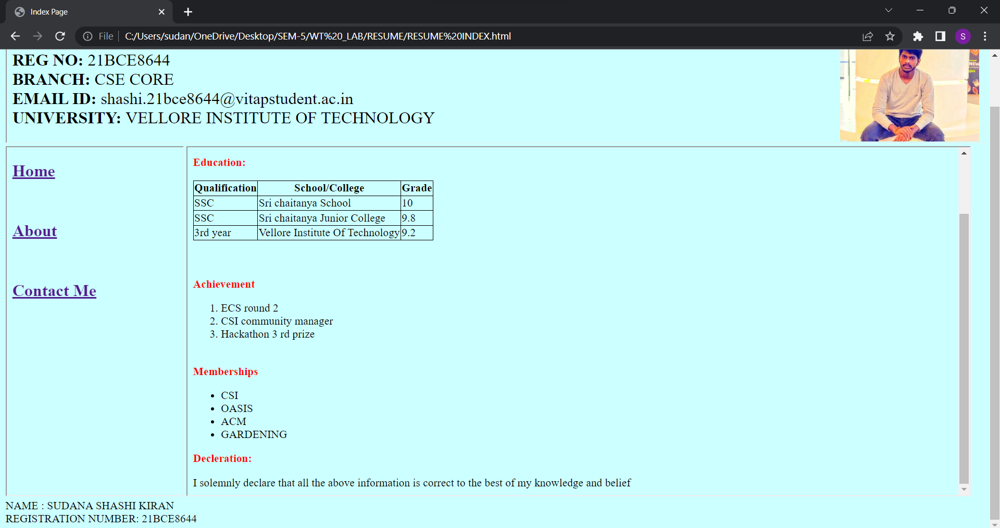 Index Page
File
C:/Users/sudan/OneDrive/Desktop/SEM-5/WT%20_LAB/RESUME/RESUME%20INDEX.html
S
REG NO: 21BCE8644
BRANCH: CSE CORE
EMAIL ID: shashi.21bce8644@vitapstudent.ac.in
UNIVERSITY: VELLORE INSTITUTE OF TECHNOLOGY
NEW
Home
About
Contact Me
Education:
Qualification School/College Grade
SSC Sri chaitanya School 10
SSC Sri chaitanya Junior College 9.8
3rd year Vellore Institute Of Technology 9.2
Achievement
1. ECS round 2
2. CSI community manager
3. Hackathon 3 rd prize
Memberships
• CSI
• OASIS
• ACM
• GARDENING
Decleration:
I solemnly declare that all the above information is correct to the best of my knowledge and belief
NAME : SUDANA SHASHI KIRAN
REGISTRATION NUMBER: 21BCE8644